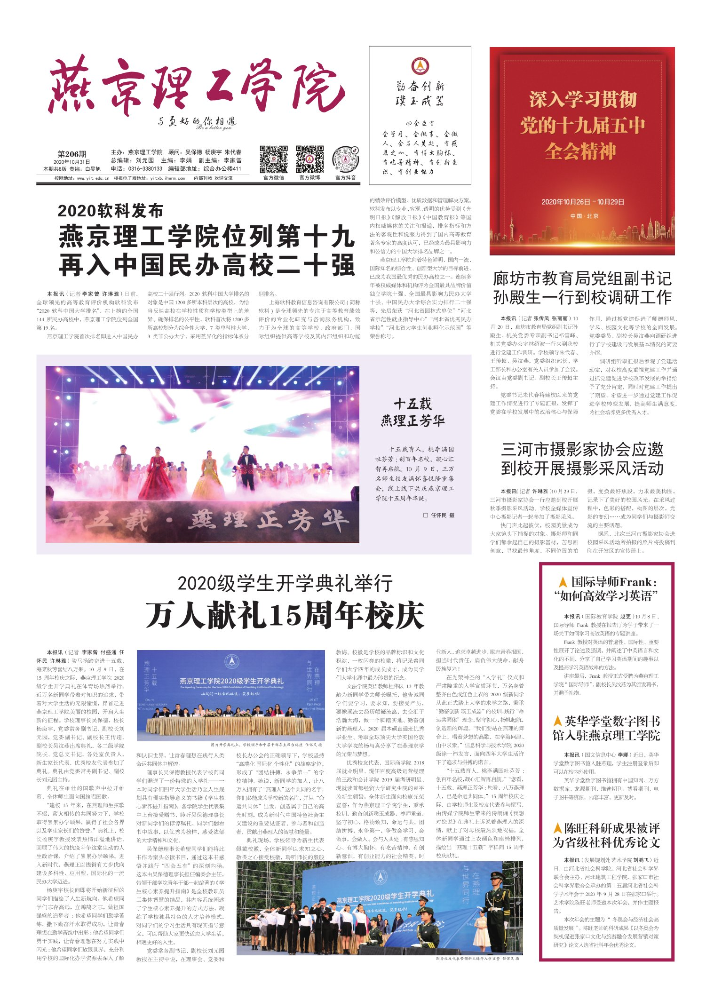 燕京理工学院
与更好的你相遇
Be a better you
第206期
2020年10月31日
本期共8版 责编：白昊旭
主办：燕京理工学院 顾问：吴保德 杨庚宇 朱代春
总编辑：刘元园 主编：李娟 副主编：李家曾
电话：0316-3380133 编辑部地址：综合办公楼411
官方微信 官方微博 官方抖音
校网地址：www.yit.edu.cn 校报电子版地址：yitxb.ihwrm.com 内部刊物 欢迎交流
勤奋创新
璞玉成器
四会五有
会学习、会做事、会做
人、会与人共处，有感
恩之心、有博大胸怀、
有吃苦精神、有创新意
识、有创业能力
深入学习贯彻
党的十九届五中
全会精神
2020年10月26日－10月29日
中国·北京
2020软科发布
燕京理工学院位列第十九
再入中国民办高校二十强
本报讯（记者 李家曾 许琳雅）日前，
全球领先的高等教育评价机构软科发布
“2020 软科中国大学排名”，在上榜的全国
144 所民办高校中，燕京理工学院位列全国
第 19 名。
燕京理工学院首次排名即进入中国民办
高校二十强行列。2020 软科中国大学排名的
对象是中国 1200 多所本科层次的高校，为恰
当反映高校在学校性质和学校类型上的差
异、确保排名的公平性，软科首次将 1200 多
所高校划分为综合性大学、7 类单科性大学、
3 类非公办大学，采用差异化的指标体系分
别排名。
上海软科教育信息咨询有限公司（简称
软科）是全球领先的专注于高等教育绩效
评价的专业化研究与咨询服务机构，致
力于为全球的高等学校、政府部门、国
际组织提供高等学校及其内部组织和功能
的绩效评价模型、优质数据和管理解决方案。
软科发布以专业、客观、透明的优势受到《光
明日报》《解放日报》《中国教育报》等国
内权威媒体的关注和报道，排名指标和方
法的客观性和说服力得到了国内高等教育
著名专家的高度认可，已经成为最具影响力
和公信力的中国大学排名品牌之一。
燕京理工学院向着特色鲜明、国内一流、
国际知名的综合性、创新型大学的目标前进，
已成为我国最优秀的民办高校之一。连续多
年被权威媒体和机构评为全国最具品牌价值
独立学院十强、全国最具影响力民办大学
十强、中国民办大学综合实力排行二十强
等，先后荣获“河北省园林式单位”“河北
省示范性就业指导中心”“河北省优秀民办
学校”“河北省大学生创业孵化示范园”等
荣誉称号。
廊坊市教育局党组副书记
孙殿生一行到校调研工作
本报讯（记者 张传凤 张丽丽）10
月 20 日，廊坊市教育局党组副书记孙
殿生、机关党委专职副书记祁雪峰、
机关党委办公室林绍波一行来到我校
进行党建工作调研。学校领导朱代春、
王传超、吴汶燕，党委组织部长、学
工部长和办公室有关人员参加了会议。
会议由党委副书记、副校长王传超主
持。
党委书记朱代春将建校以来的党
建工作情况进行了专题汇报，发挥了
党委在学校发展中的政治核心与保障
作用，通过抓党建促进了师德师风、
学风、校园文化等学校的全面发展。
党委委员、副校长吴汶燕向调研组进
行了学校建设与发展基本情况的简要
介绍。
调研组听取汇报后参观了党建活
动室，对我校高度重视党建工作并通
过抓党建促进学校改革发展的举措给
予了充分肯定，同时对党建工作提出
了期望，希望进一步通过党建工作促
进学校转型发展，提高师生满意度，
为社会培养更多优秀人才。
十五载·燕理正芳华
十五载
燕理正芳华
十五载育人，桃李满园
吐芬芳；创百年名校，凝心汇
智再启航。10 月 9 日，三万
名师生校友满怀喜悦隆重集
会，线上线下共庆燕京理工
学院十五周年华诞。
□ 任怀民 摄
三河市摄影家协会应邀
到校开展摄影采风活动
本报讯（记者 许琳雅）10 月 29 日，
三河市摄影家协会一行应邀到校开展
秋季摄影采风活动。学校全媒体宣传
中心摄影记者一起参加了摄影采风。
快门声此起彼伏，校园美景成为
大家镜头下捕捉的对象。摄影师和同
学们都拿起自己的摄影器材，苦思新
创意，寻找最佳角度，不同位置的拍
摄，变换最好焦段，力求最美构图，
记录下了美好的校园风光。在采风过
程中，色彩的搭配，构图的层次，光
影的变幻……成为同学们与摄影师交
流的主要话题。
据悉，此次三河市摄影家协会进
校园采风活动所拍摄的照片将投稿刊
印在开发区的宣传册上。
2020级学生开学典礼举行
万人献礼15周年校庆
本报讯（记者 李家曾 付盛通 任
怀民 许琳雅）骏马扬蹄奋进十五载，
海棠秋芳喜结八万果。10 月 9 日，在
15 周年校庆之际，燕京理工学院 2020
级学生开学典礼在体育场热烈举行，
近万名新同学带着对知识的追求，带
着对大学生活的无限憧憬，昂首走进
燕京理工学院美丽的校园，开启人生
新的征程。学校理事长吴保德，校长
杨庚宇，党委常务副书记、副校长刘
元园，党委副书记、副校长王传超，
副校长吴汶燕出席典礼，各二级学院
院长、党总支书记，各处室负责人，
新生家长代表，优秀校友代表参加了
典礼。典礼由党委常务副书记、副校
长刘元园主持。
典礼在雄壮的国歌声中拉开帷
幕，全体师生面向国旗唱国歌。
“建校 15 年来，在燕理师生弦歌
不辍，薪火相传的共同努力下，学校
取得累累办学硕果，赢得了社会各界
以及学生家长们的赞誉。”典礼上，校
长杨庚宇教授发表热情洋溢地讲话，
回顾了伟大的抗疫斗争这堂生动的人
生政治课，介绍了累累办学硕果。进
入新时代，燕理正以铿锵有力步伐向
建设多科性、应用型、国际化的一流
民办大学迈进。
杨庚宇校长向即将开始新征程的
同学们描绘了人生新航向。他希望同
学们志存高远，立鸿鹄之志，做祖国
强盛的追梦者；他希望同学们勤学苦
练，撒下勤奋汗水取得成功，让青春
理想在勤学苦练中出彩；他希望同学们
勇于实践，让青春理想在努力实践中
闪光；他希望同学们放眼世界，充分利
用学校的国际化办学资源去深入了解
十五载
燕理正芳华
在燕理
与世界同行
燕京理工学院2020级学生开学典礼
The Opening Ceremony for the Year 2020 Candidates of Yanching Institute of Technology
让我们一起乘风破浪，筑梦起航！
图为开学典礼上，学校领导和中层干部在主席台就座 任怀民 摄
和认识世界，让青春理想在践行人类
命运共同体中辉煌。
理事长吴保德教授代表学校向同
学们赠送了一份特殊的入学礼——一
本对同学们四年大学生活乃至人生规
划具有现实指导意义的书籍《学生核
心素养提升指南》。各学院学生代表集
中上台接受赠书，聆听吴保德理事长
对新同学们的谆谆嘱托，同学们翻看
书中故事，以优秀为榜样，感受浓郁
的大学精神和文化。
吴保德理事长希望同学们能将此
书作为案头必读书目，通过这本书感
悟并践行“四会五有”的深刻内涵。
这本由吴保德理事长担任编委会主任，
带领干部学院青年干部一起编著的《学
生核心素养提升指南》是全校教职员
工集体智慧的结晶，其内容系统阐述
了学生核心素养提升的方式方法，凝
练了学校独具特色的人才培养模式，
对同学们的学习生活具有现实指导意
义，可以帮助大家更快适应大学生活，
相遇更好的人生。
党委常务副书记、副校长刘元园
教授在主持中说，在理事会、党委和
校长办公会的正确领导下，学校坚持
“高端化 国际化 个性化”的战略定位，
形成了“团结拼搏，永争第一”的学
校精神。她说，新同学的加入，让八
万人拥有了“燕理人”这个共同的名字，
你们必能成为学校新的名片，并从“命
运共同体”出发，创造属于自己的高
光时刻，成为新时代中国特色社会主
义建设的重要见证者、参与者和创造
者，贡献出燕理人的智慧和能量。
典礼现场，学校领导为新生代表
佩戴校徽，全体新同学以求知之心、
敬畏之心接受校徽，聆听师长的殷殷
教诲。校徽是学校的品牌标识和文化
积淀，一枚闪亮的校徽，将记录着同
学们大学四年的成长成才，成为同学
们大学生涯中最为珍贵的纪念。
文法学院英语教师杜伟以 13 年教
龄为新同学带去师长嘱托，他告诫同
学们要学习，要求知，要接受严厉，
要像溪流去经历颠簸流离，去交汇于
浩瀚大海，做一个脚踏实地、勤奋创
新的燕理人。2020 届本硕直通班优秀
毕业生、考取全球顶尖大学英国伦敦
大学学院的杨与真分享了在燕理求学
的光荣与梦想。
优秀校友代表，国际商学院 2018
届就业明星、现任百度高级运营经理
的王政和会计学院 2019 届考研明星、
现就读首都经贸大学研究生院的袁平
为新生领誓。全体新生面向校旗光荣
宣誓：作为燕京理工学院学生，秉承
校训，勤奋创新璞玉成器，尊师重道，
坚守初心，格物致知，命运与共，团
结拼搏，永争第一，争做会学习、会
做事，会做人、会与人共处；有感恩知
心、有博大胸怀，有吃苦精神、有创
新意识，有创业能力的社会精英、时
代新人，追求卓越进步，励志青春报国，
担当时代责任，肩负伟大使命，献身
民族复兴！
在光荣神圣的“入学礼”仪式和
严肃隆重的入学宣誓环节，万名身着
整齐白色或红色上衣的 2020 级新同学
从此正式踏上大学的求学之路，秉承
“勤奋创新 璞玉成器”的校训，践行“命
运共同体”理念，坚守初心，扬帆起航，
创造新的辉煌。“我们要站在燕理的舞
台上，唱着梦想的高歌，在学海问津、
山中求索。”信息科学与技术学院 2020
级徐一袆发言，面向四年大学生活许
下了追求与拼搏的诺言。
“十五载育人，桃李满园吐芬芳；
创百年名校，凝心汇智再启航。”“您看，
十五载，燕理正芳华；您看，八万燕理
人，已是命运共同体。”15 周年校庆之
际，由学校师生及校友代表参与撰写，
由传媒学院师生带来的诗朗诵《我想
对您说》在典礼上诉说着燕理人的深
情，献上了对母校最热烈地祝福。全
体新同学通过上衣颜色和座椅排列，
描绘出“燕理十五载”字样向 15 周年
校庆献礼。
与世界同行
在燕理
燕京理工学院2020级学生开学典礼
图为校友代表带领新生进行入学宣誓 任怀民 摄
国际导师Frank：
“如何高效学习英语”
本报讯（国际教育学院 赵更）10 月 8 日，
国际导师 Frank 教授在报告厅为学子带来了一
场关于如何学习高效英语的专题讲座。
Frank 教授对英语的普遍性、国际性、重要
性展开了论述及强调，并阐述了中英语言和文
化的不同，分享了自己学习英语期间的趣事以
及提高学习英语效率的方法。
讲座最后，Frank 教授正式受聘为燕京理工
学院“国际导师”，副校长吴汶燕为其颁发聘书，
并赠予礼物。
英华学堂数字图书
馆入驻燕京理工学院
本报讯（图文信息中心 李娜）近日，英华
学堂数字图书馆入驻燕理，学生注册登录后即
可以在校内外使用。
英华学堂数字图书馆拥有中国知网、万方
数据库、龙源期刊、维普期刊、博看期刊、电
子图书等资源，内容丰富，更新及时。
陈旺科研成果被评
为省级社科优秀论文
本报讯（发展规划处 艺术学院 刘鹏飞）近
日，由河北省社会科学院、河北省社会科学界
联合会主办、河北建筑工程学院、张家口市社
会科学界联合会承办的第十五届河北省社会科
学学术年会于 2020 年 9 月 28 日在张家口举行。
艺术学院陈旺老师受邀本次年会，并作主题报
告。
本次年会的主题为“ 冬奥会与经济社会高
质量发展 ”。陈旺老师的科研成果《以冬奥会为
契机促进张家口文化与旅游融合发展营销对策
研究》论文入选省社科年会优秀论文。